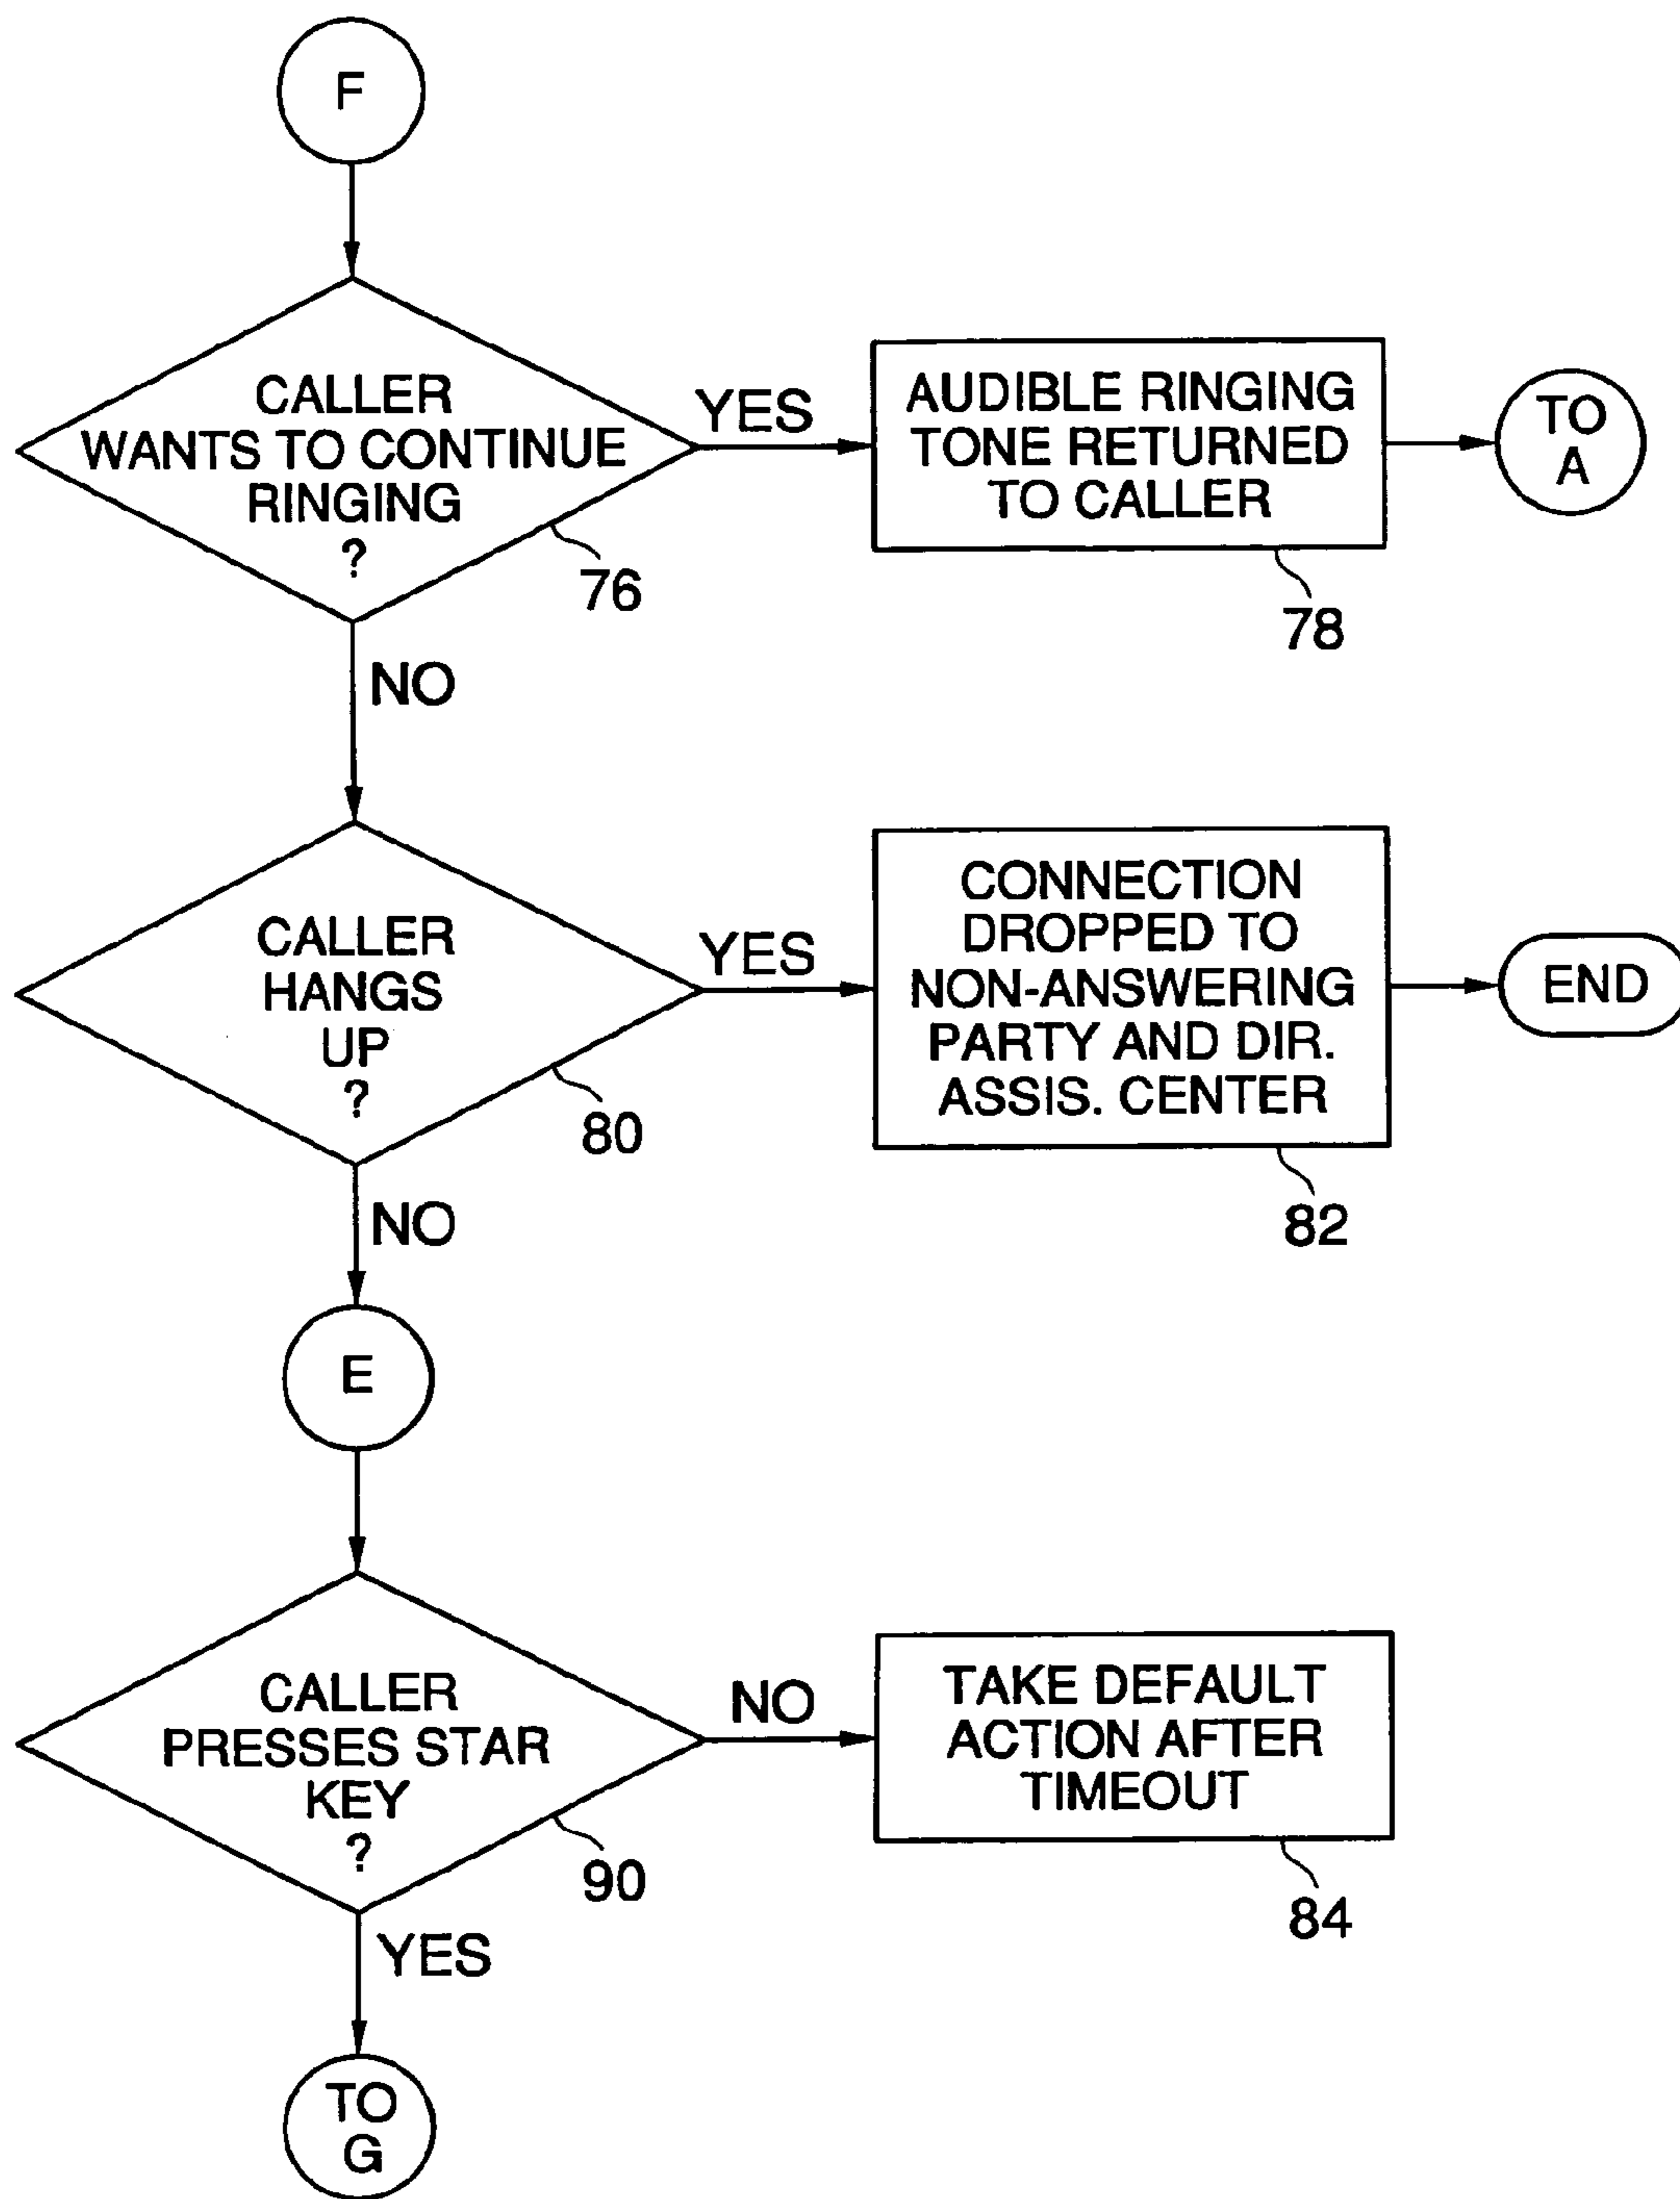 F
CALLER
WANTS TO CONTINUE
RINGING
?
76
YES
AUDIBLE RINGING
TONE RETURNED
TO CALLER
78
TO
A
NO
CALLER
HANGS
UP
?
80
YES
CONNECTION
DROPPED TO
NON-ANSWERING
PARTY AND DIR.
ASSIS. CENTER
82
END
NO
E
CALLER
PRESSES STAR
KEY
?
90
NO
TAKE DEFAULT
ACTION AFTER
TIMEOUT
84
YES
TO
G